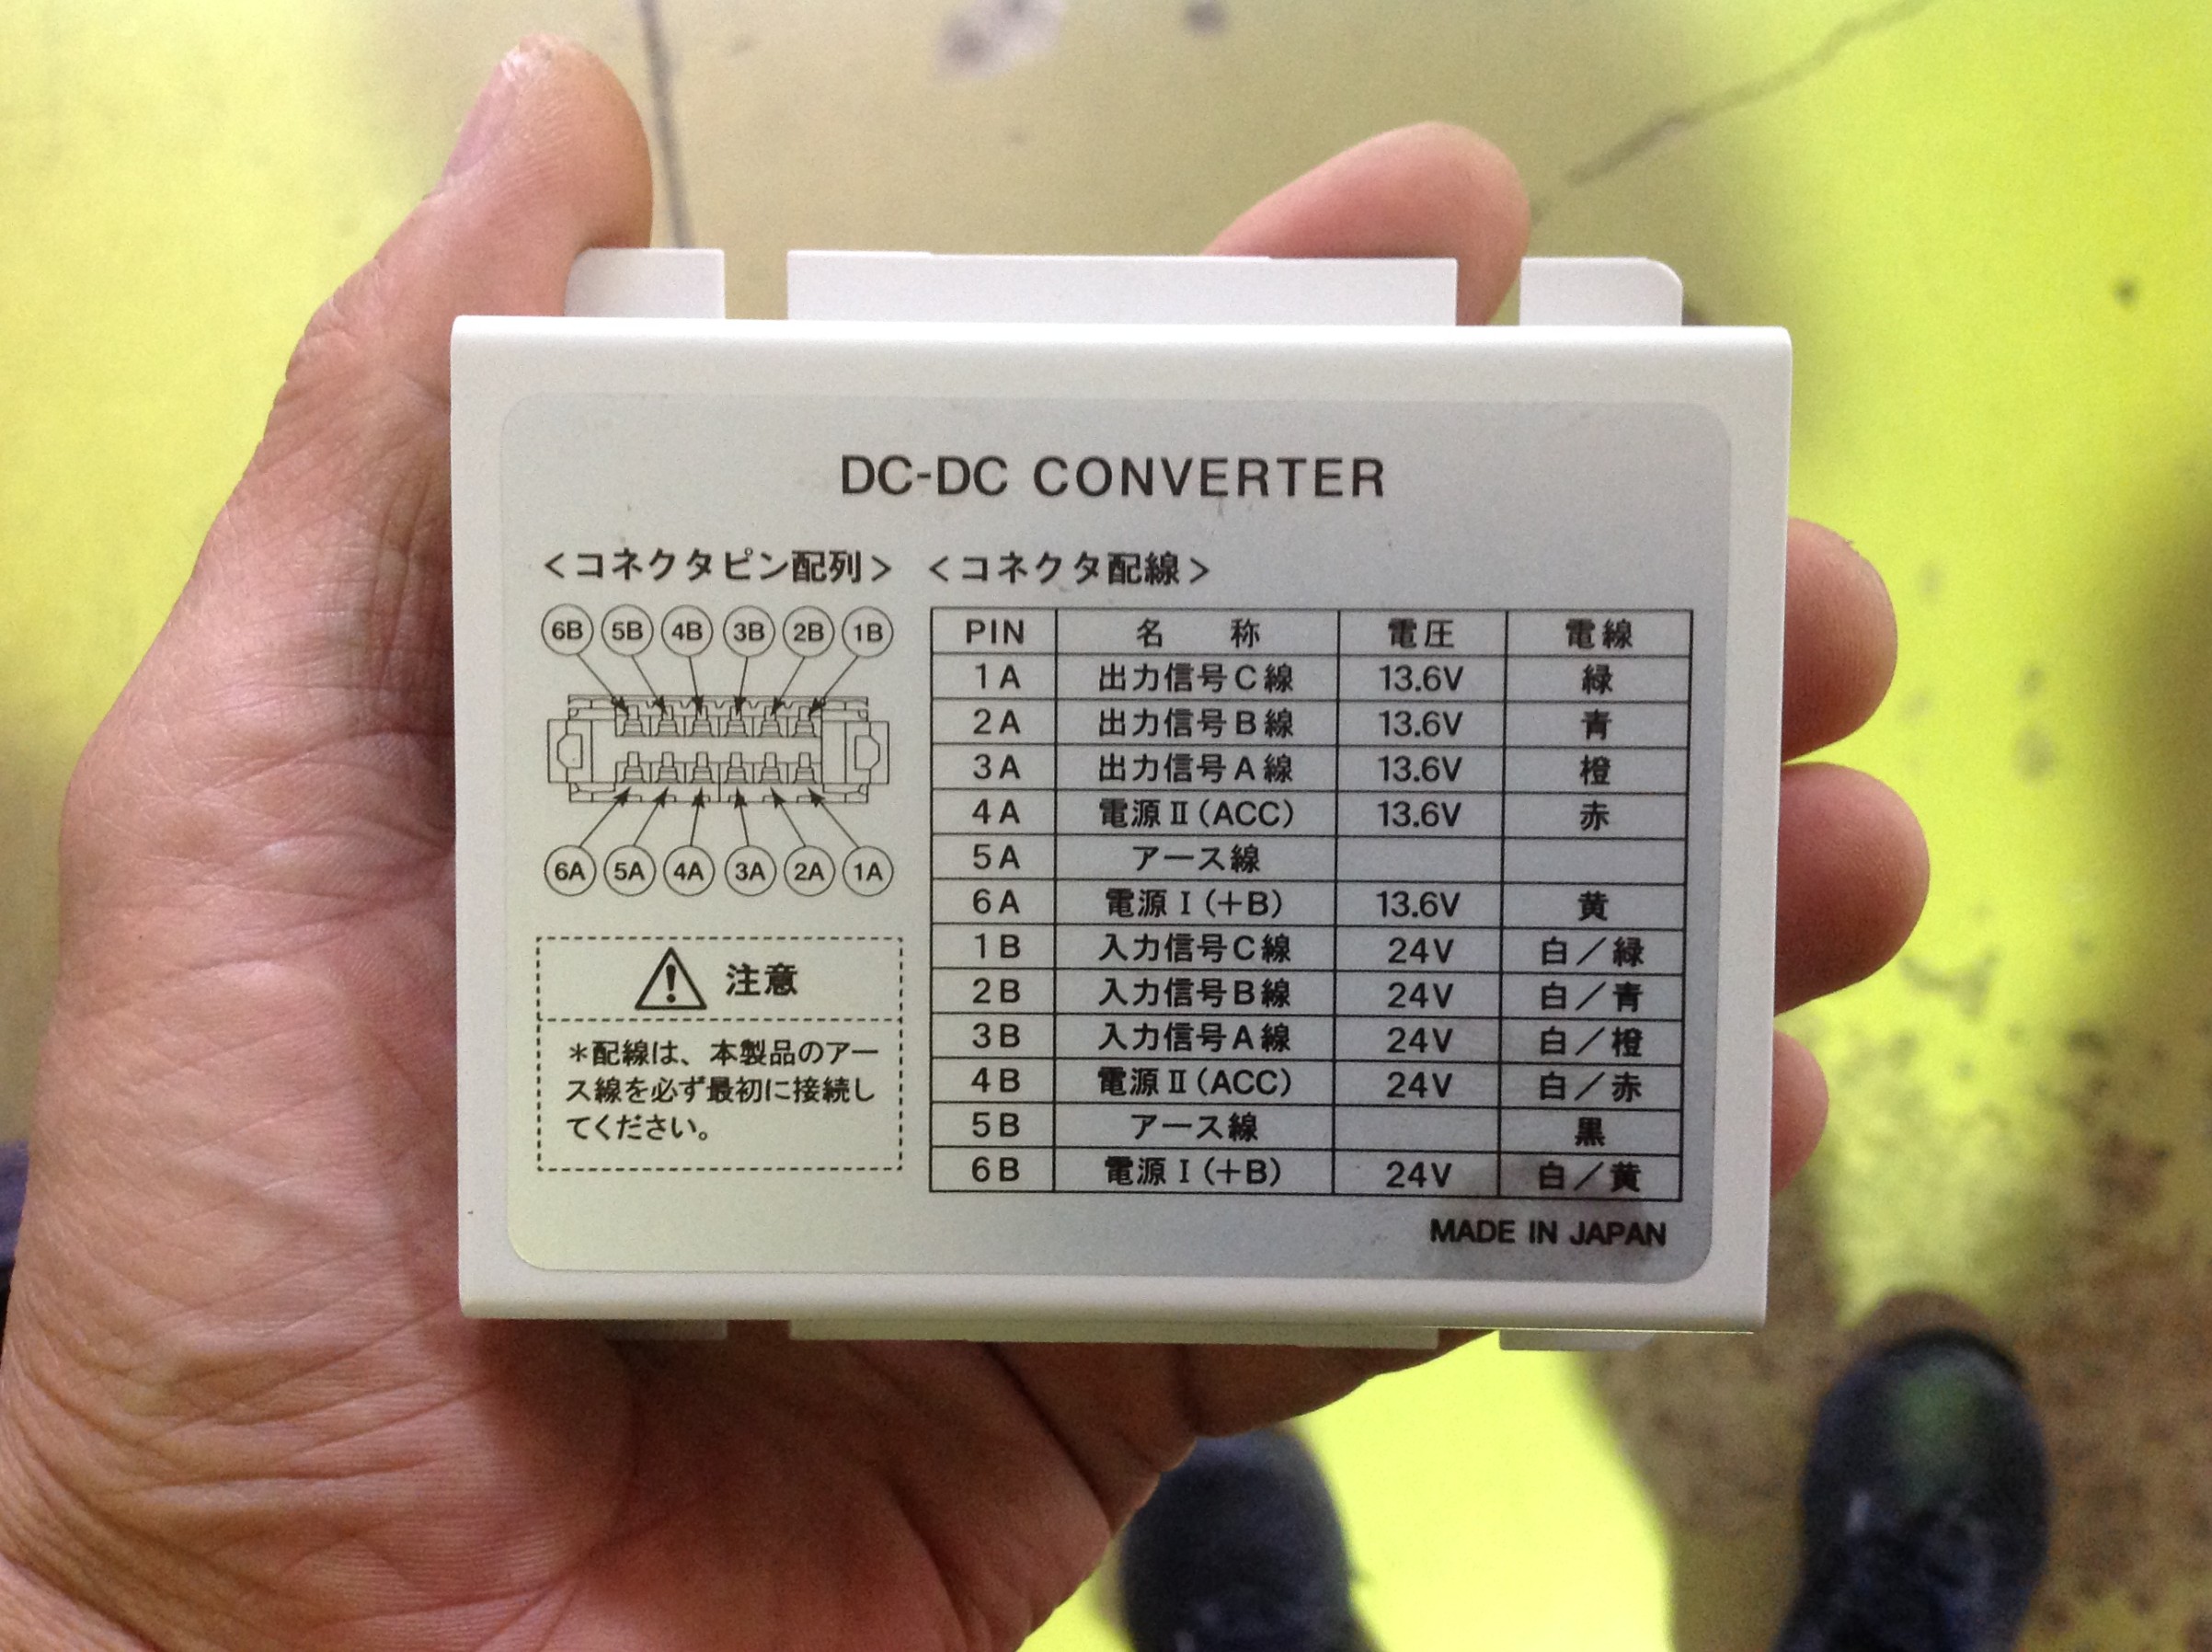 DC-DC CONVERTER
<コネクタピン配列>
6B 5B 4B 3B 2B 1B
6A 5A 4A 3A 2A 1A
注意
*配線は、本製品のアー
ス線を必ず最初に接続し
てください。
<コネクタ配線>
PIN 名 称 電圧 電線
1A 出力信号C線 13.6V 緑
2A 出力信号B線 13.6V 青
3A 出力信号A線 13.6V 橙
4A 電源Ⅱ(ACC) 13.6V 赤
5A アース線
6A 電源Ⅰ(+B) 13.6V 黄
1B 入力信号C線 24V 白/緑
2B 入力信号B線 24V 白/青
3B 入力信号A線 24V 白/橙
4B 電源Ⅱ(ACC) 24V 白/赤
5B アース線 黒
6B 電源Ⅰ(+B) 24V 白/黄
MADE IN JAPAN